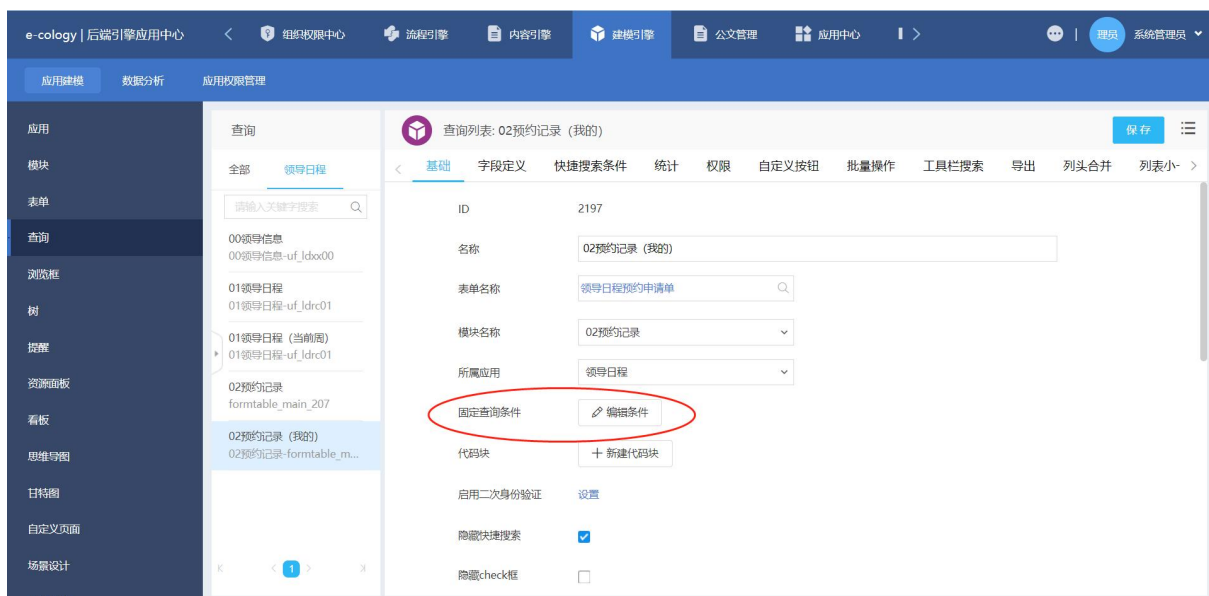 e-cology | 后端引擎应用中心 < 组织权限中心 流程引擎 内容引擎 建模引擎 公文管理 应用中心 > 理员 系统管理员
应用建模 数据分析 应用权限管理
应用
模块
表单
查询
浏览框
树
提醒
资源面板
看板
思维导图
甘特图
自定义页面
场景设计
查询
全部 领导日程
请输入关键字搜索
00领导信息
00领导信息-uf_ldxx00
01领导日程
01领导日程-uf_ldrc01
01领导日程（当前周）
01领导日程-uf_ldrc01
02预约记录
formtable_main_207
02预约记录（我的）
02预约记录-formtable_m...
1
查询列表: 02预约记录（我的） 保存
基础 字段定义 快捷搜索条件 统计 权限 自定义按钮 批量操作 工具栏搜索 导出 列头合并 列表小
ID 2197
名称 02预约记录（我的）
表单名称 领导日程预约申请单
模块名称 02预约记录
所属应用 领导日程
固定查询条件 编辑条件
代码块 + 新建代码块
启用二次身份验证 设置
隐藏快捷搜索
隐藏check框